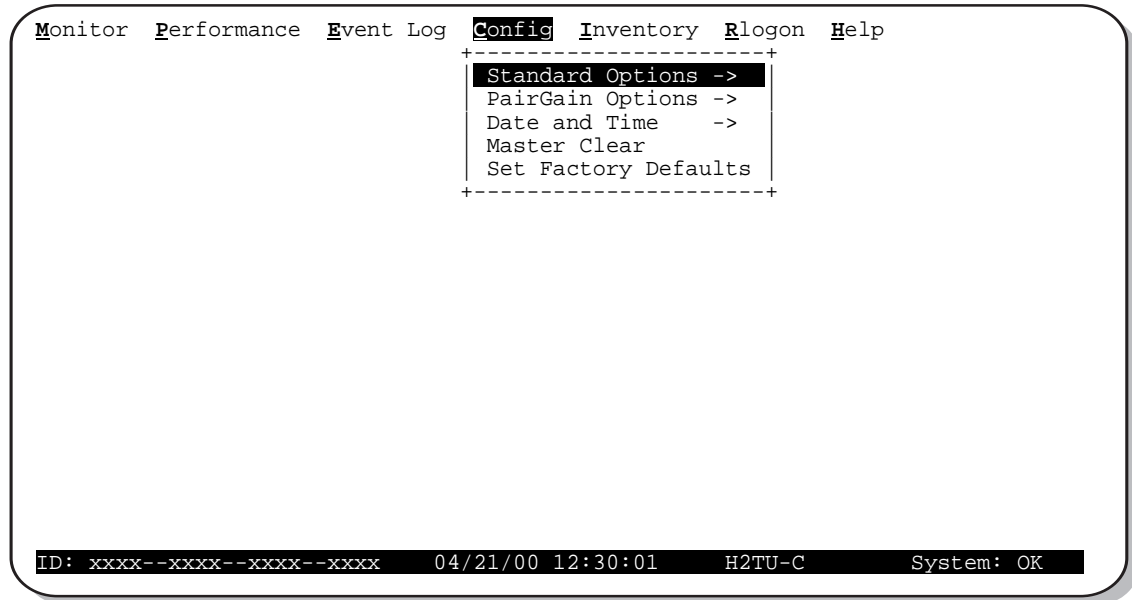 Monitor  Performance  Event Log  Config  Inventory  Rlogon  Help
Standard Options ->
PairGain Options ->
Date and Time    ->
Master Clear
Set Factory Defaults
ID: xxxx--xxxx--xxxx--xxxx    04/21/00 12:30:01     H2TU-C        System: OK